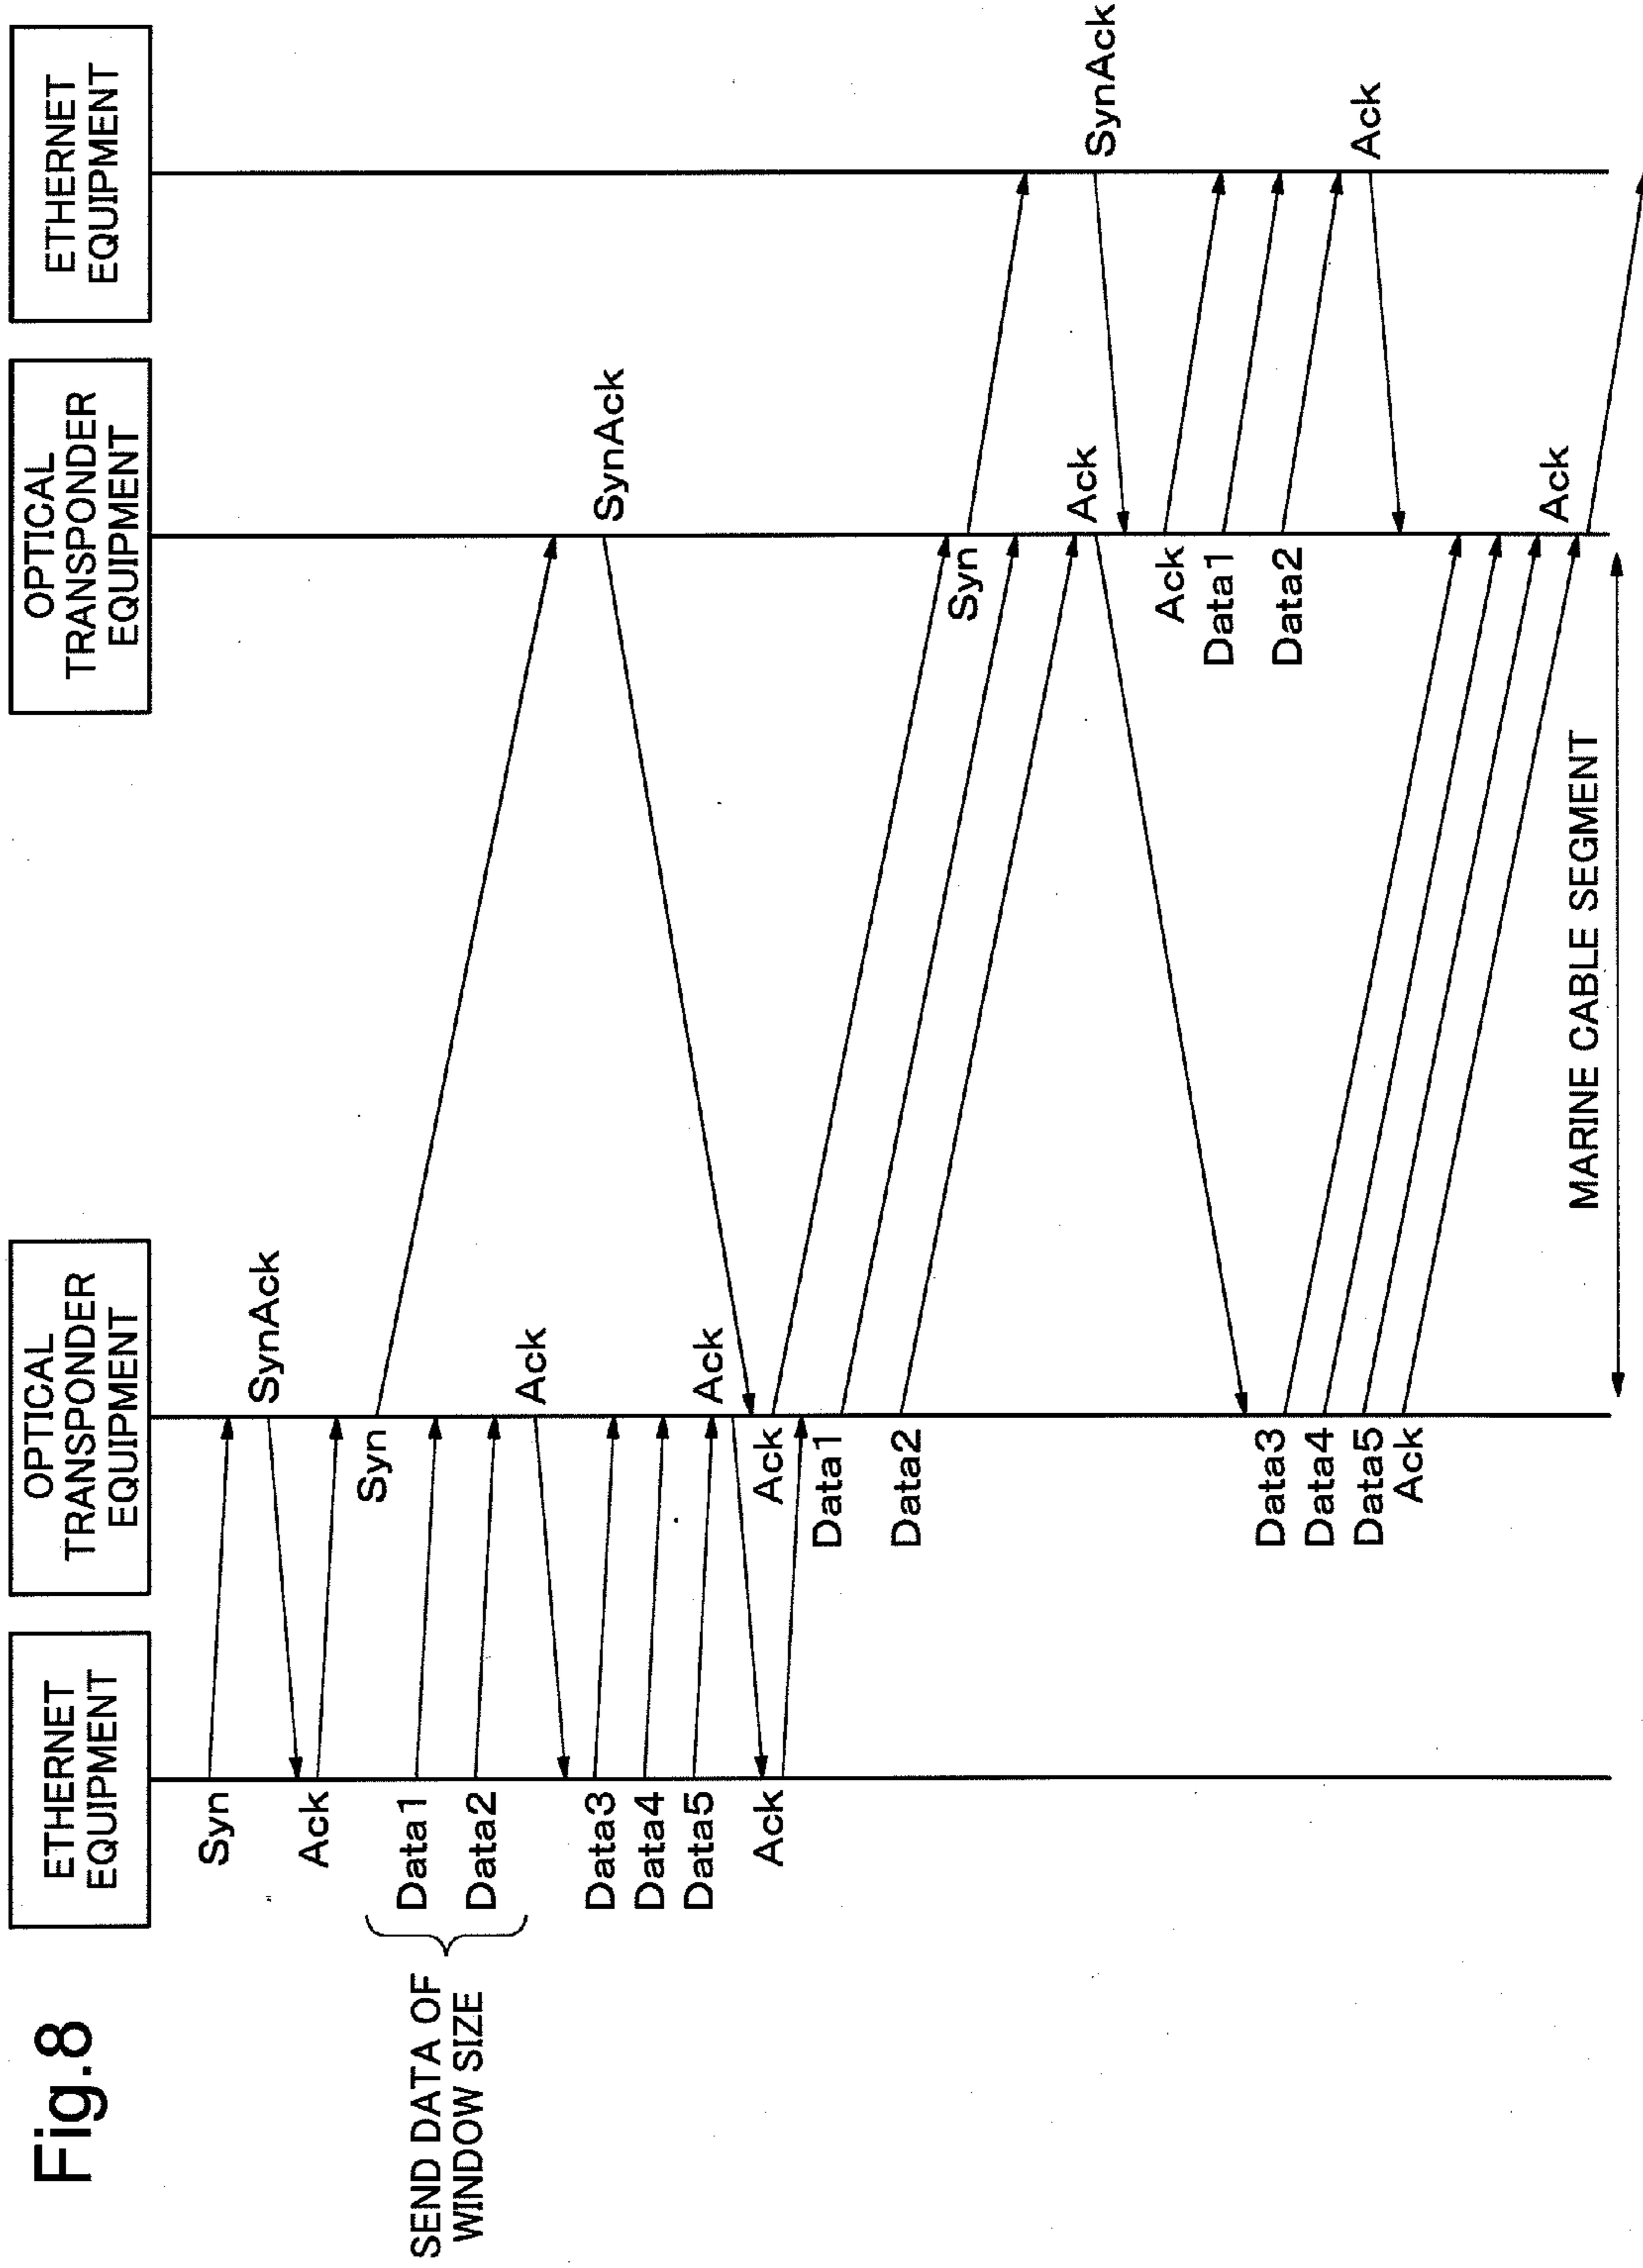 Fig.8
ETHERNET
EQUIPMENT
OPTICAL
TRANSPONDER
EQUIPMENT
OPTICAL
TRANSPONDER
EQUIPMENT
ETHERNET
EQUIPMENT
Syn
SynAck
Ack
Syn
SEND DATA OF
WINDOW SIZE
Data1
Data2
Ack
SynAck
Data3
Data4
Data5
Ack
Ack
Ack
Data1
Data2
Syn
Ack
SynAck
Ack
Data1
Data2
Ack
Data3
Data4
Data5
Ack
Ack
MARINE CABLE SEGMENT